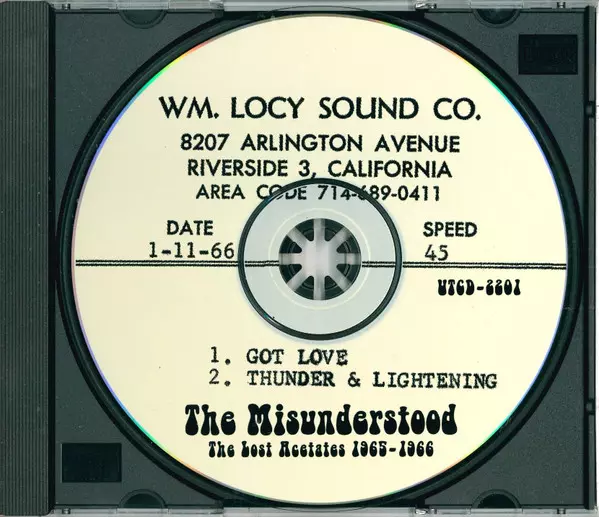 WM. LOCY SOUND CO.
8207 ARLINGTON AVENUE
RIVERSIDE 3, CALIFORNIA
AREA CODE 714-689-0411
DATE SPEED
1-11-66 45
UTCD-2201
1. GOT LOVE
2. THUNDER & LIGHTENING
The Misunderstood
The Lost Acetates 1965-1966